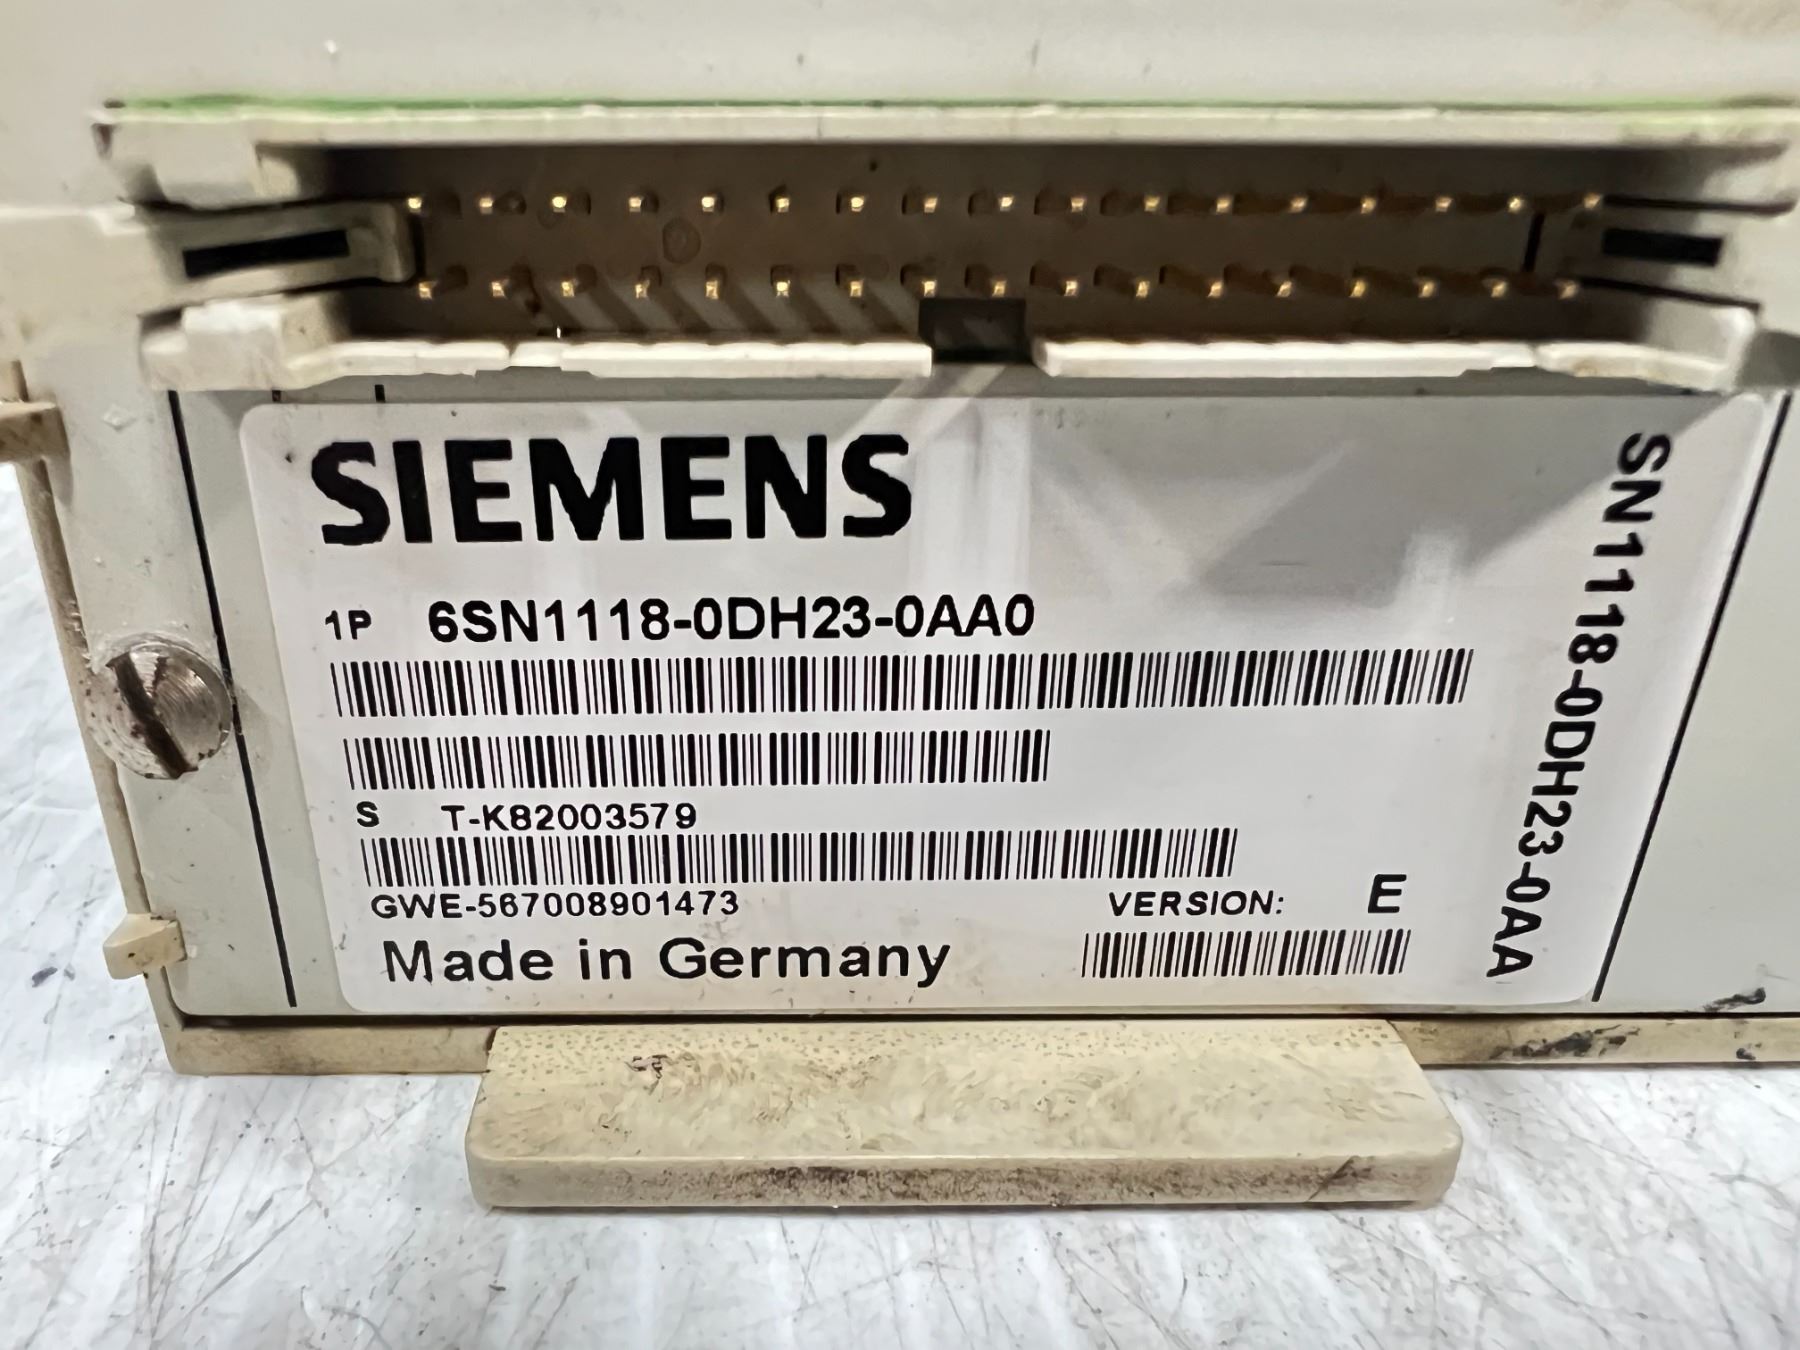 SIEMENS
1P 6SN1118-0DH23-0AA0
S T-K82003579
GWE-567008901473
VERSION: E
Made in Germany
SN1118-0DH23-0AA